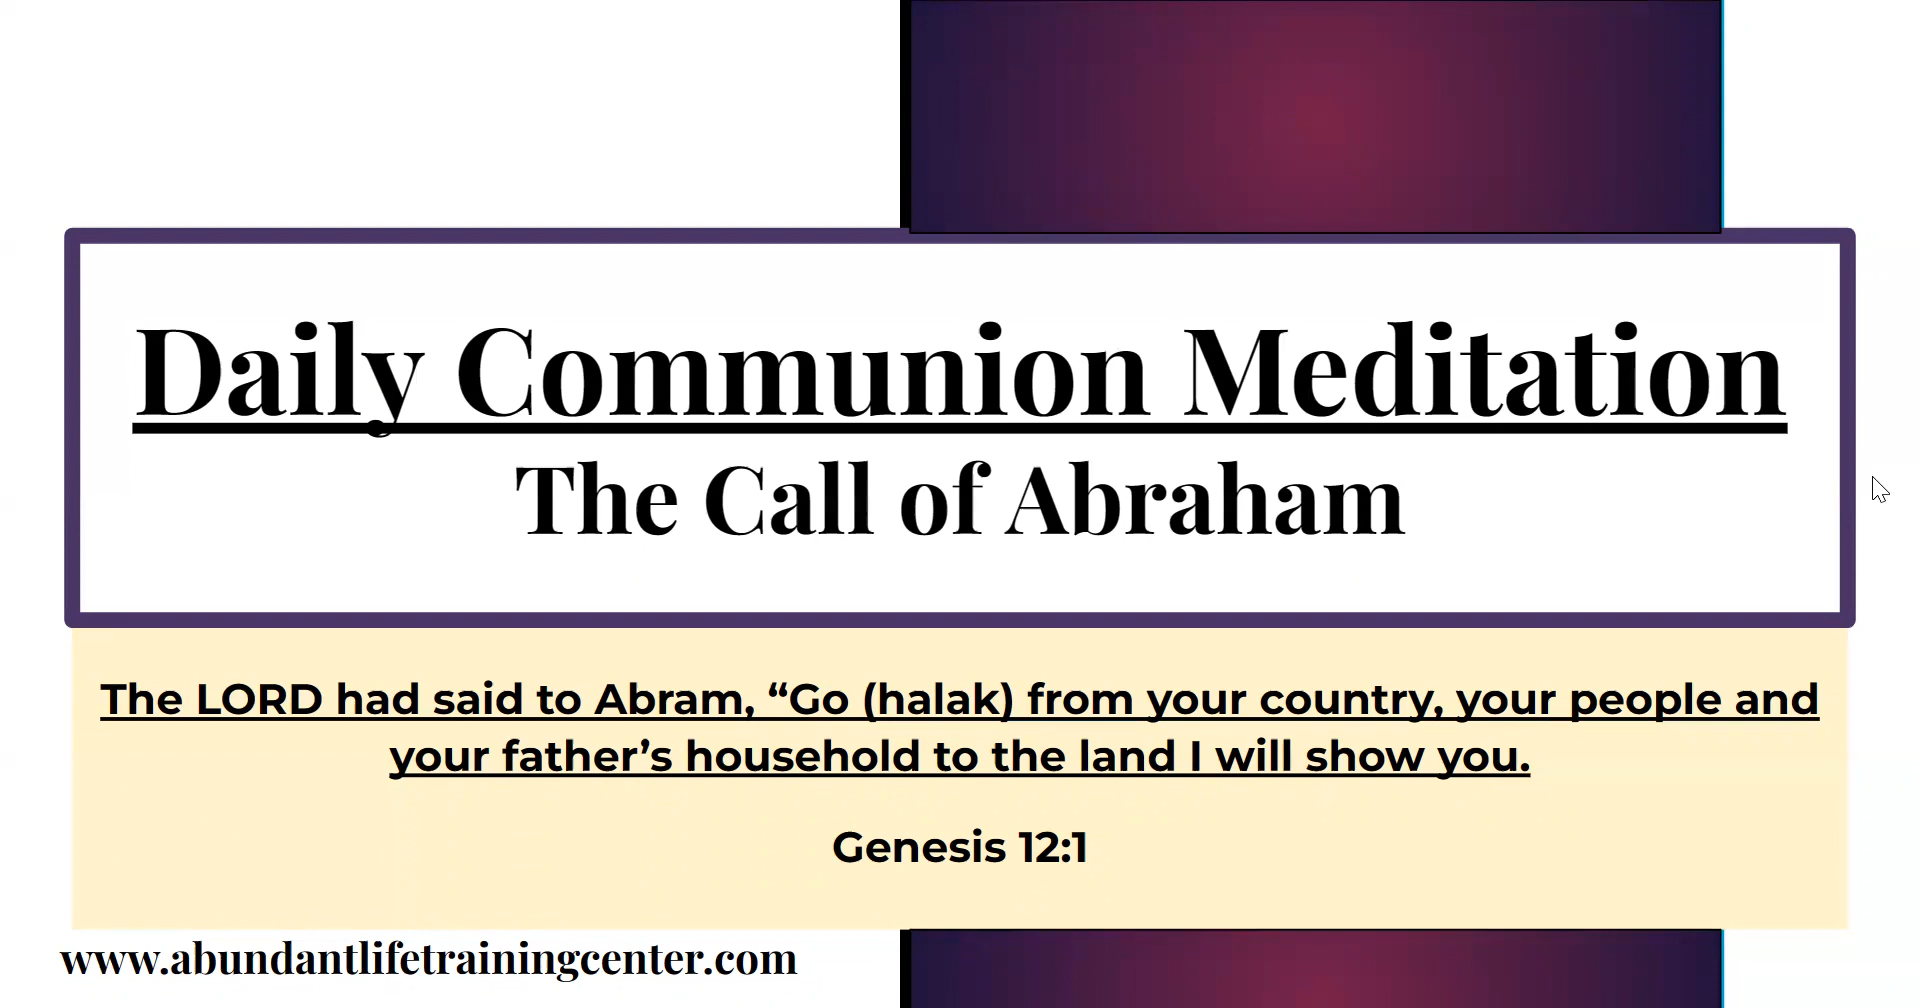 Daily Communion Meditation
The Call of Abraham
The LORD had said to Abram, “Go (halak) from your country, your people and
your father’s household to the land I will show you.
Genesis 12:1
www.abundantlifetrainingcenter.com